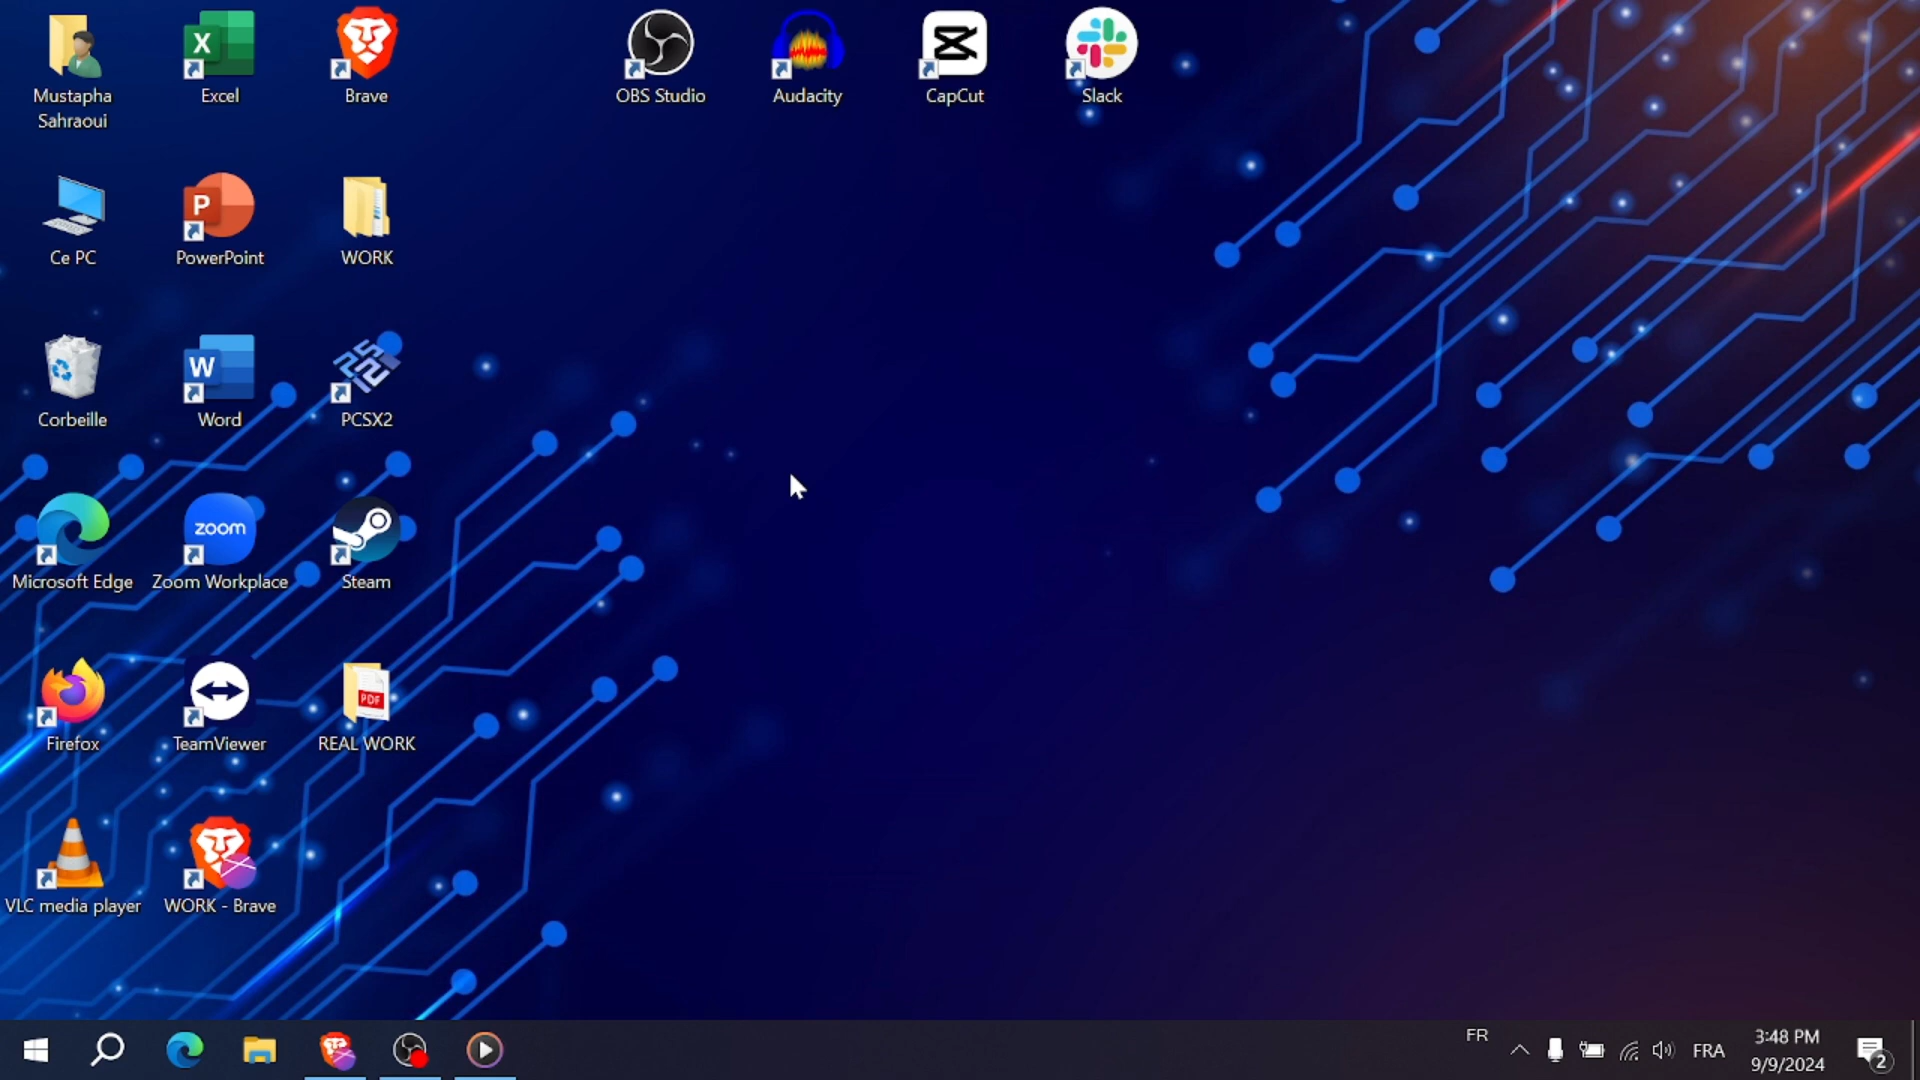 Mustapha
Sahraoui
Excel
Brave
OBS Studio
Audacity
CapCut
Slack
Ce PC
PowerPoint
WORK
Corbeille
Word
PCSX2
Microsoft Edge
zoom
Zoom Workplace
Steam
Firefox
TeamViewer
PDF
REAL WORK
VLC media player
WORK - Brave
FR
FRA
3:48 PM
9/9/2024
2